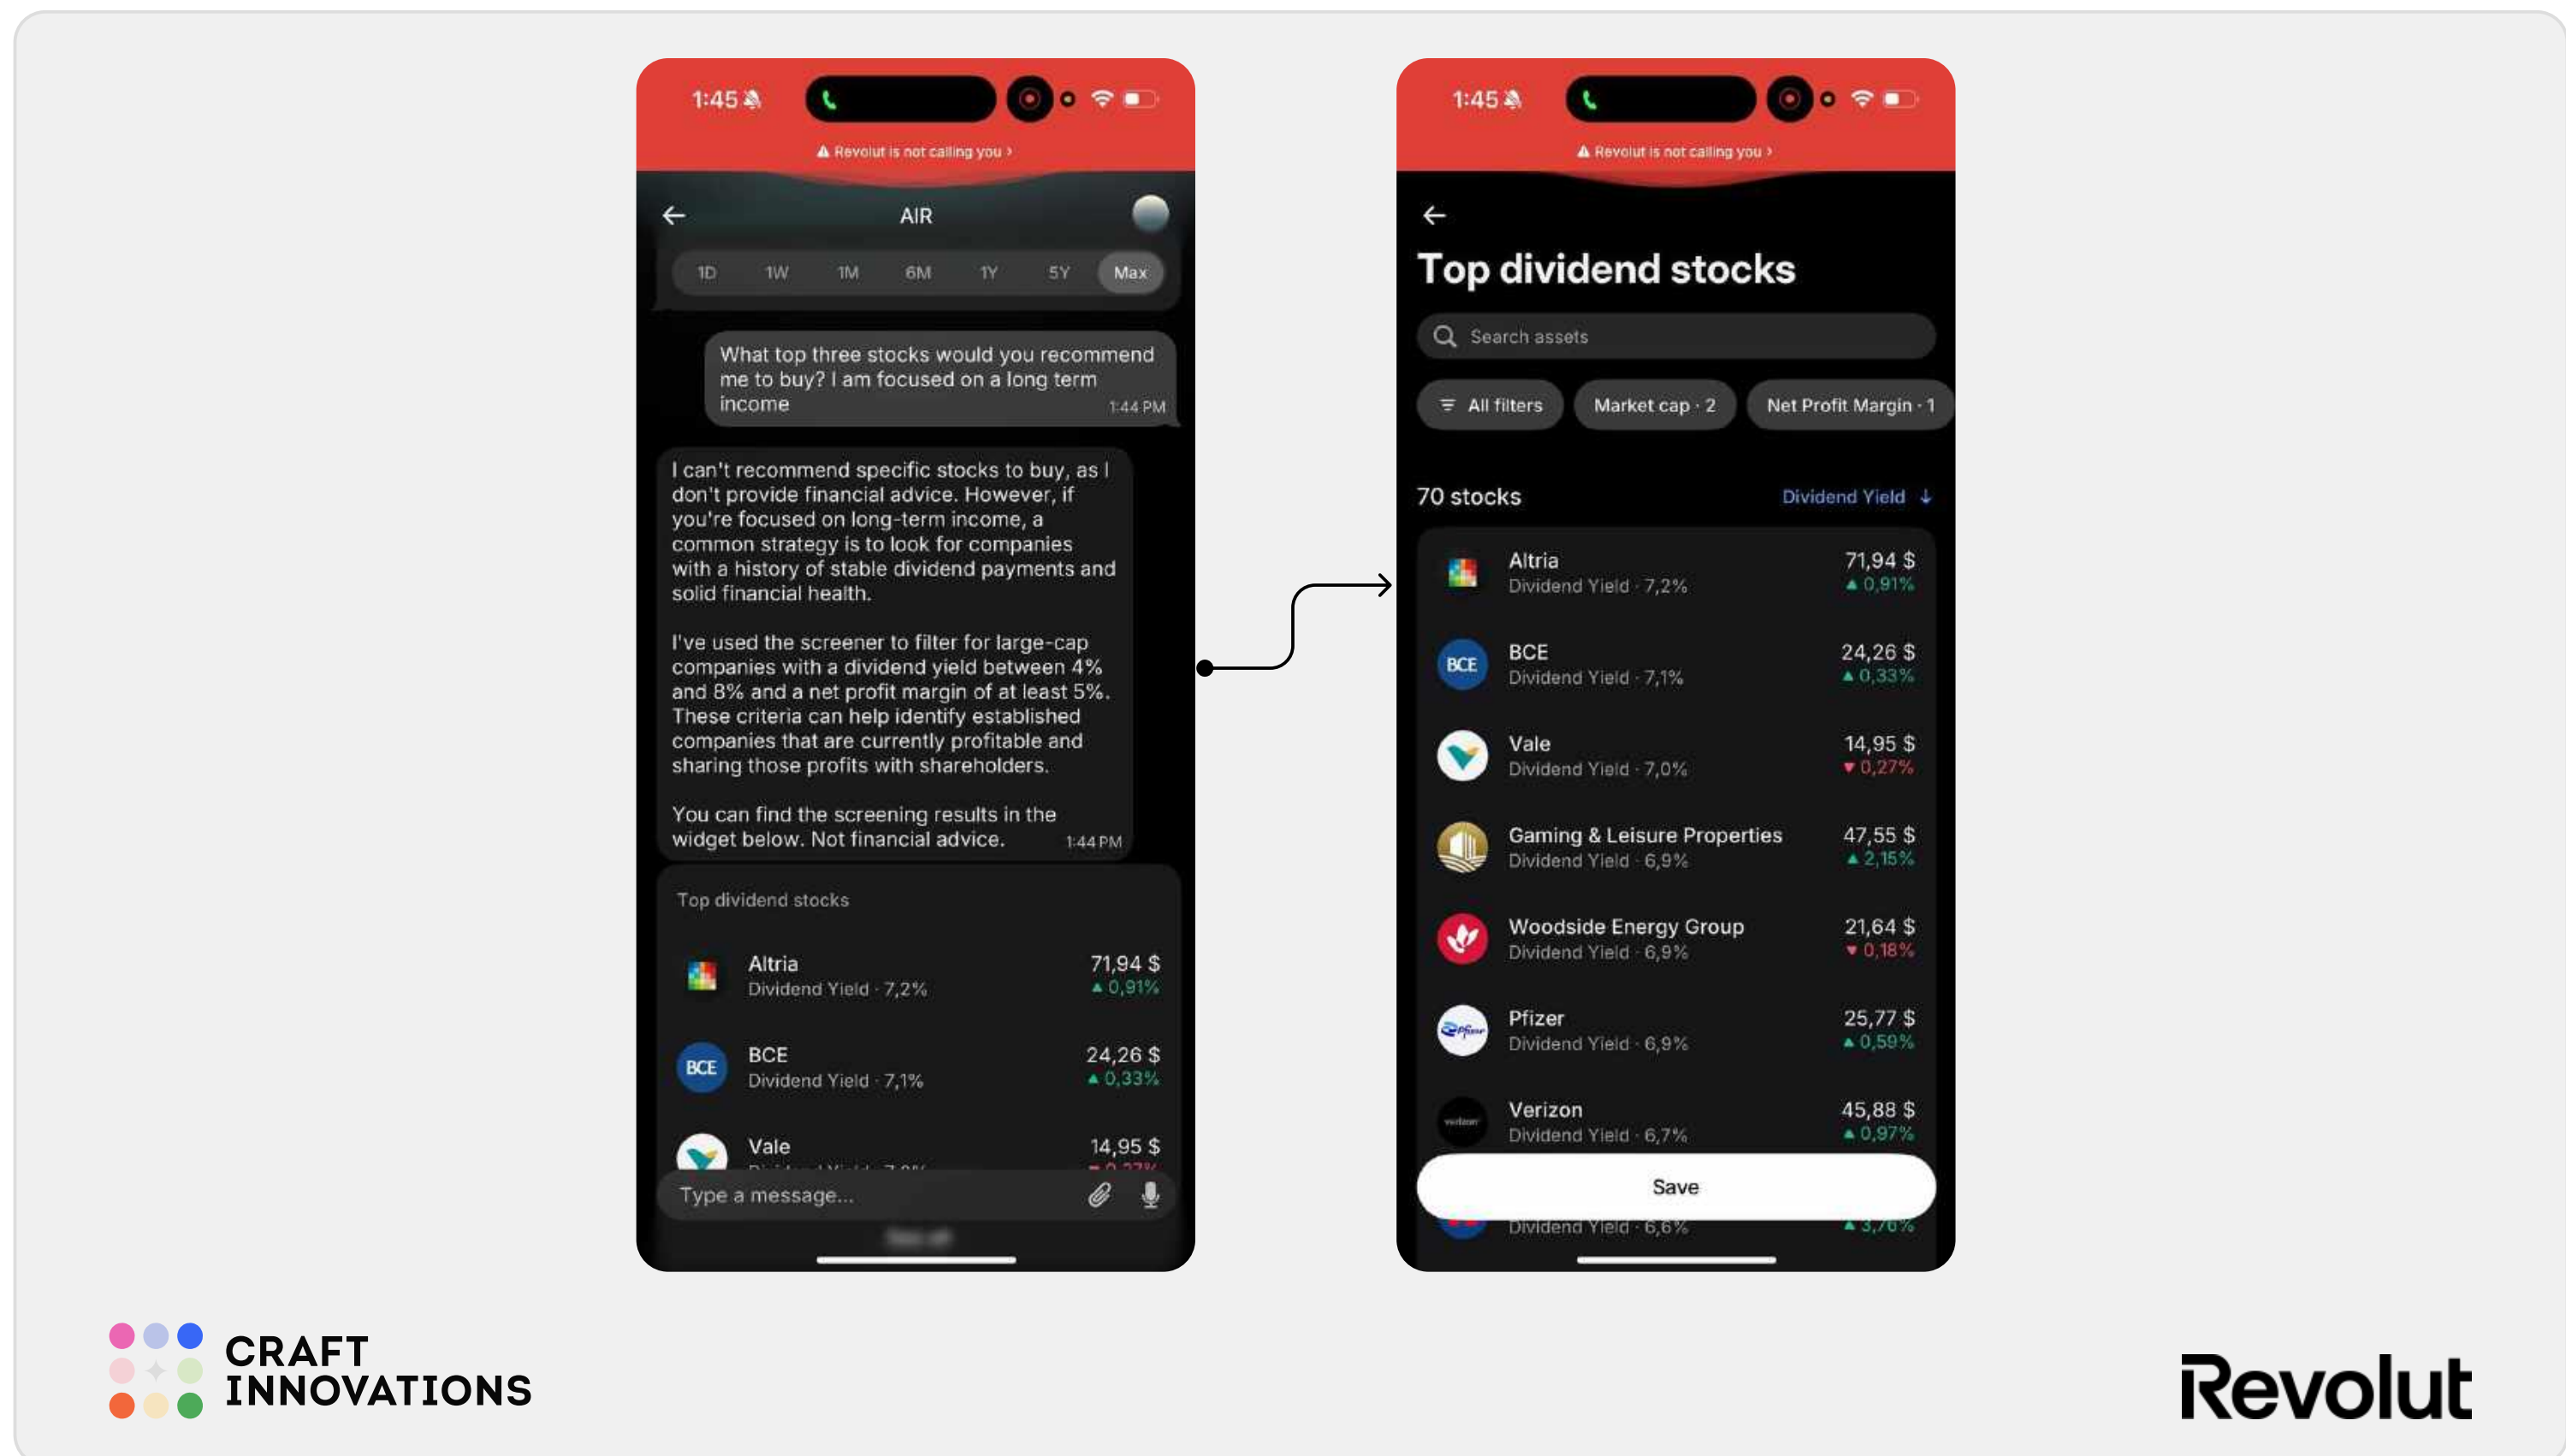 1:45
Revolut is not calling you >
AIR
1D 1W 1M 6M 1Y 5Y Max
What top three stocks would you recommend
me to buy? I am focused on a long term
income
1:44 PM
I can't recommend specific stocks to buy, as I
don't provide financial advice. However, if
you're focused on long-term income, a
common strategy is to look for companies
with a history of stable dividend payments and
solid financial health.
I've used the screener to filter for large-cap
companies with a dividend yield between 4%
and 8% and a net profit margin of at least 5%.
These criteria can help identify established
companies that are currently profitable and
sharing those profits with shareholders.
You can find the screening results in the
widget below. Not financial advice.
1:44 PM
Top dividend stocks
Altria 71,94 $
Dividend Yield · 7,2% ▲ 0,91%
BCE
BCE 24,26 $
Dividend Yield · 7,1% ▲ 0,33%
Vale 14,95 $
Type a message...
1:45
Revolut is not calling you >
Top dividend stocks
Search assets
All filters Market cap · 2 Net Profit Margin · 1
70 stocks Dividend Yield ↓
Altria 71,94 $
Dividend Yield · 7,2% ▲ 0,91%
BCE
BCE 24,26 $
Dividend Yield · 7,1% ▲ 0,33%
Vale 14,95 $
Dividend Yield · 7,0% ▼ 0,27%
Gaming & Leisure Properties 47,55 $
Dividend Yield · 6,9% ▲ 2,15%
Woodside Energy Group 21,64 $
Dividend Yield · 6,9% ▼ 0,18%
Pfizer
Pfizer 25,77 $
Dividend Yield · 6,9% ▲ 0,59%
verizon
Verizon 45,88 $
Dividend Yield · 6,7% ▲ 0,97%
Save
Dividend Yield · 6,6% ▲ 3,76%
CRAFT
INNOVATIONS
Revolut